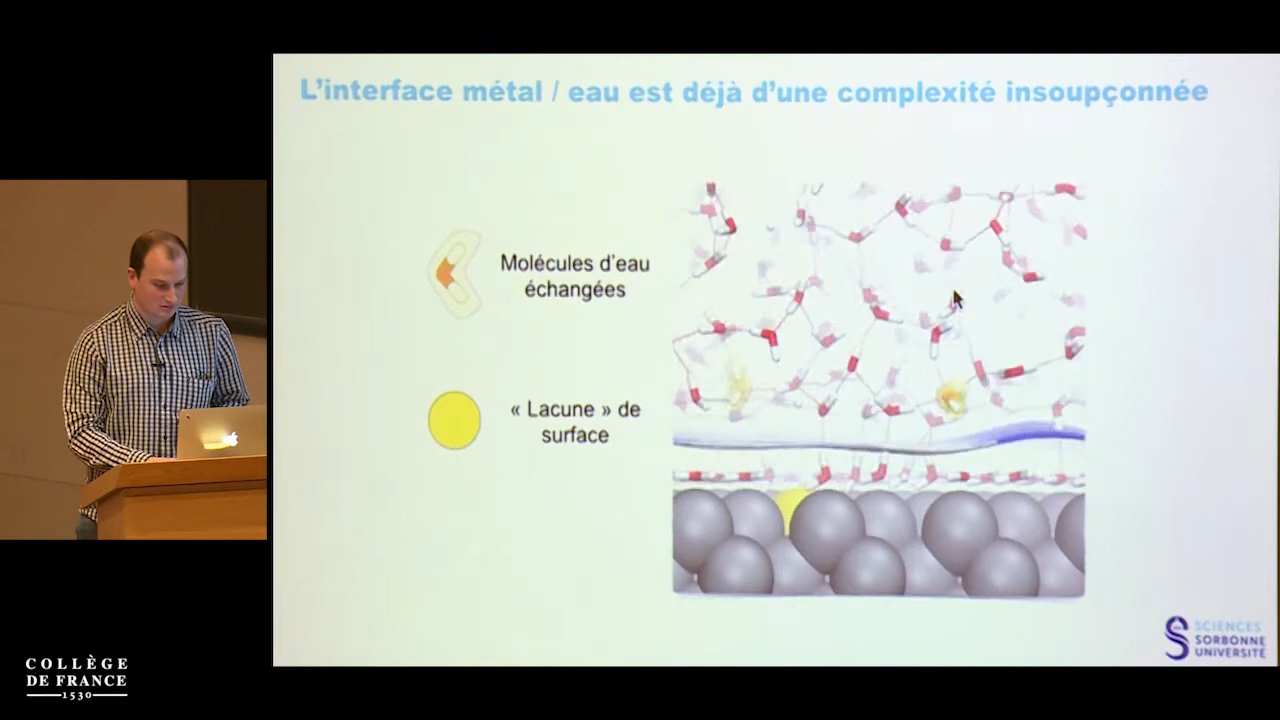 L'interface métal / eau est déjà d'une complexité insoupçonnée
Molécules d'eau
échangées
« Lacune » de
surface
SCIENCES
SORBONNE
UNIVERSITÉ
COLLÈGE
DE FRANCE
1530